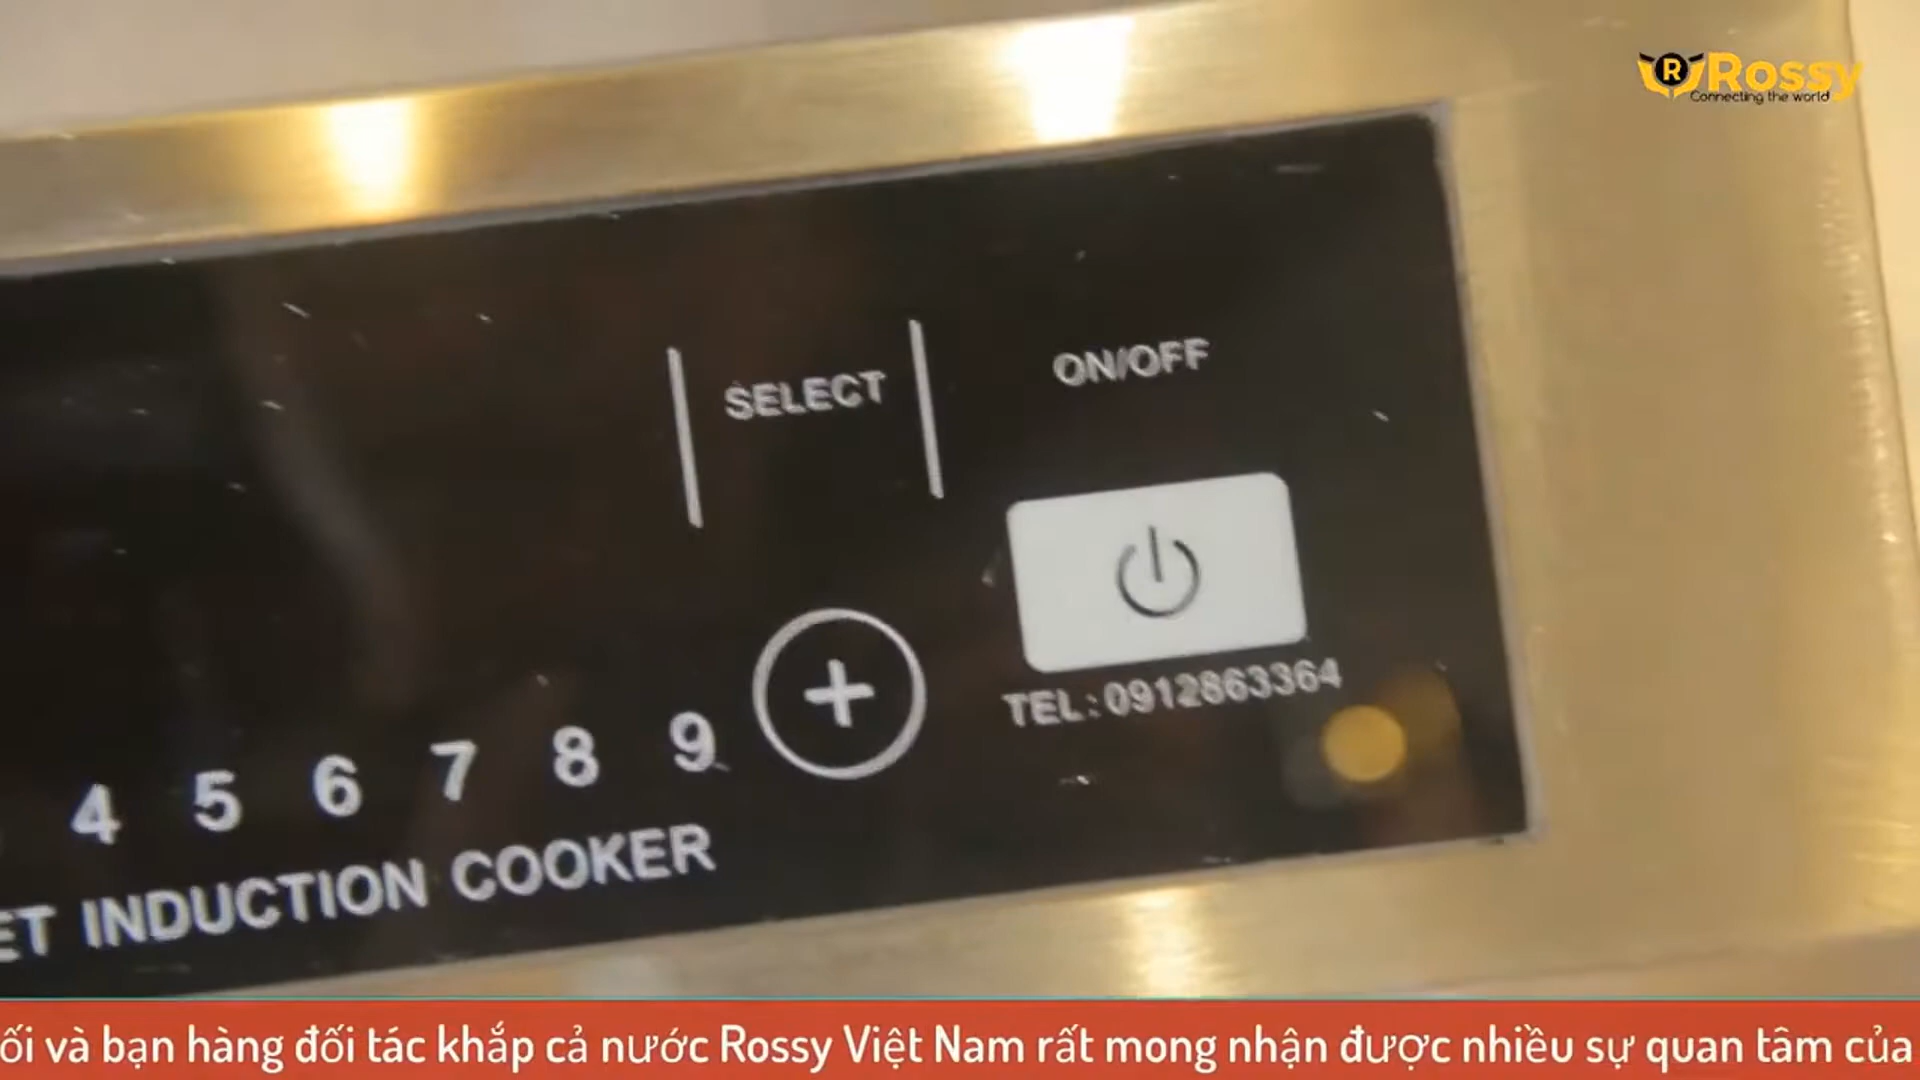 Rossy
Connecting the world
SELECT
ON/OFF
+
TEL:0912863364
4 5 6 7 8 9
INDUCTION COOKER
và bạn hàng đối tác khắp cả nước Rossy Việt Nam rất mong nhận được nhiều sự quan tâm của